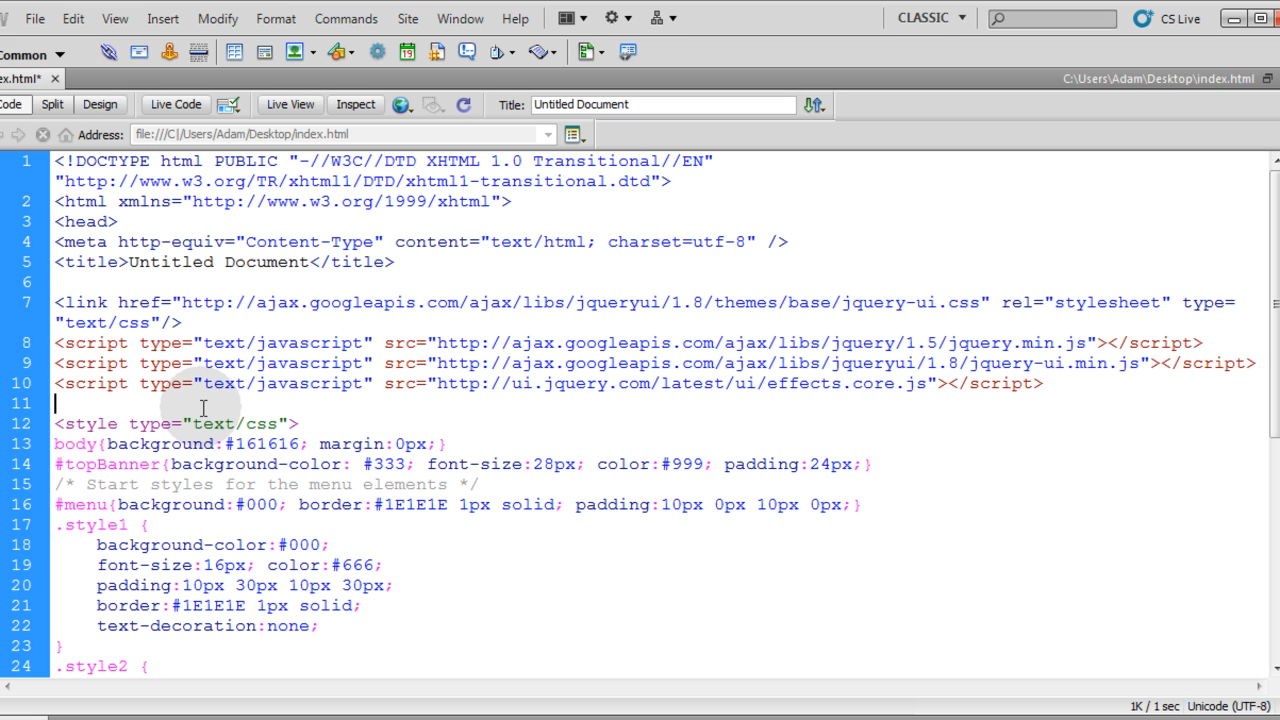 File Edit View Insert Modify Format Commands Site Window Help CLASSIC CS Live
Common
ex.html* C:\Users\Adam\Desktop\index.html
Code Split Design Live Code Live View Inspect Title: Untitled Document
Address: file:///C|/Users/Adam/Desktop/index.html
1 <!DOCTYPE html PUBLIC "-//W3C//DTD XHTML 1.0 Transitional//EN"
"http://www.w3.org/TR/xhtml1/DTD/xhtml1-transitional.dtd">
2 <html xmlns="http://www.w3.org/1999/xhtml">
3 <head>
4 <meta http-equiv="Content-Type" content="text/html; charset=utf-8" />
5 <title>Untitled Document</title>
6
7 <link href="http://ajax.googleapis.com/ajax/libs/jqueryui/1.8/themes/base/jquery-ui.css" rel="stylesheet" type=
"text/css"/>
8 <script type="text/javascript" src="http://ajax.googleapis.com/ajax/libs/jquery/1.5/jquery.min.js"></script>
9 <script type="text/javascript" src="http://ajax.googleapis.com/ajax/libs/jqueryui/1.8/jquery-ui.min.js"></script>
10 <script type="text/javascript" src="http://ui.jquery.com/latest/ui/effects.core.js"></script>
11
12 <style type="text/css">
13 body{background:#161616; margin:0px;}
14 #topBanner{background-color: #333; font-size:28px; color:#999; padding:24px;}
15 /* Start styles for the menu elements */
16 #menu{background:#000; border:#1E1E1E 1px solid; padding:10px 0px 10px 0px;}
17 .style1 {
18 background-color:#000;
19 font-size:16px; color:#666;
20 padding:10px 30px 10px 30px;
21 border:#1E1E1E 1px solid;
22 text-decoration:none;
23 }
24 .style2 {
1K / 1 sec Unicode (UTF-8)